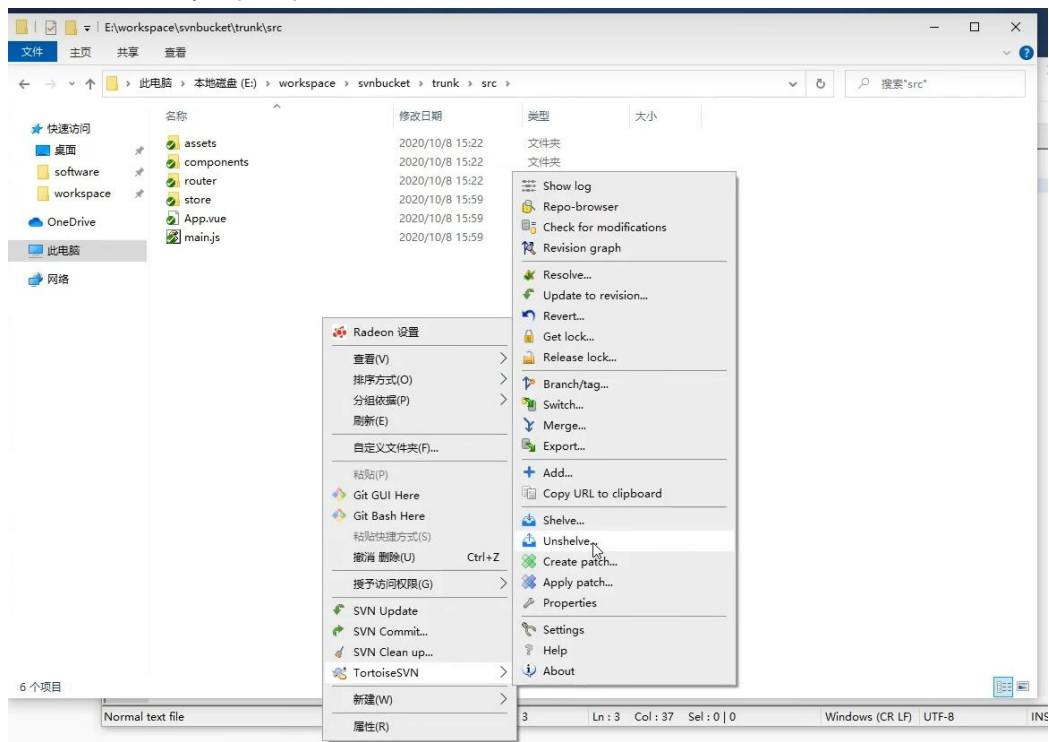 E:\workspace\svnbucket\trunk\src
文件 主页 共享 查看
此电脑 › 本地磁盘 (E:) › workspace › svnbucket › trunk › src ›
搜索"src"
名称 修改日期 类型 大小
快速访问
桌面
software
workspace
OneDrive
此电脑
网络
assets 2020/10/8 15:22 文件夹
components 2020/10/8 15:22 文件夹
router 2020/10/8 15:22
store 2020/10/8 15:59
App.vue 2020/10/8 15:59
main.js 2020/10/8 15:59
Radeon 设置
查看(V)
排序方式(O)
分组依据(P)
刷新(E)
自定义文件夹(F)...
粘贴(P)
Git GUI Here
Git Bash Here
粘贴快捷方式(S)
撤消 删除(U) Ctrl+Z
授予访问权限(G)
SVN Update
SVN Commit...
SVN Clean up...
TortoiseSVN
新建(W)
属性(R)
Show log
Repo-browser
Check for modifications
Revision graph
Resolve...
Update to revision...
Revert...
Get lock...
Release lock...
Branch/tag...
Switch...
Merge...
Export...
Add...
Copy URL to clipboard
Shelve...
Unshelve...
Create patch...
Apply patch...
Properties
Settings
Help
About
6 个项目
Normal text file 3 Ln : 3 Col : 37 Sel : 0 | 0 Windows (CR LF) UTF-8 INS